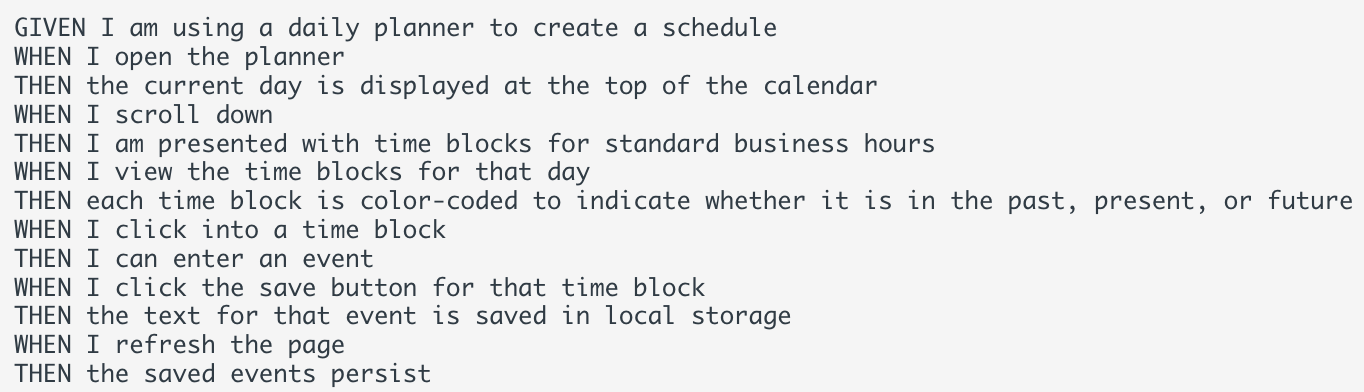 GIVEN I am using a daily planner to create a schedule
WHEN I open the planner
THEN the current day is displayed at the top of the calendar
WHEN I scroll down
THEN I am presented with time blocks for standard business hours
WHEN I view the time blocks for that day
THEN each time block is color-coded to indicate whether it is in the past, present, or future
WHEN I click into a time block
THEN I can enter an event
WHEN I click the save button for that time block
THEN the text for that event is saved in local storage
WHEN I refresh the page
THEN the saved events persist